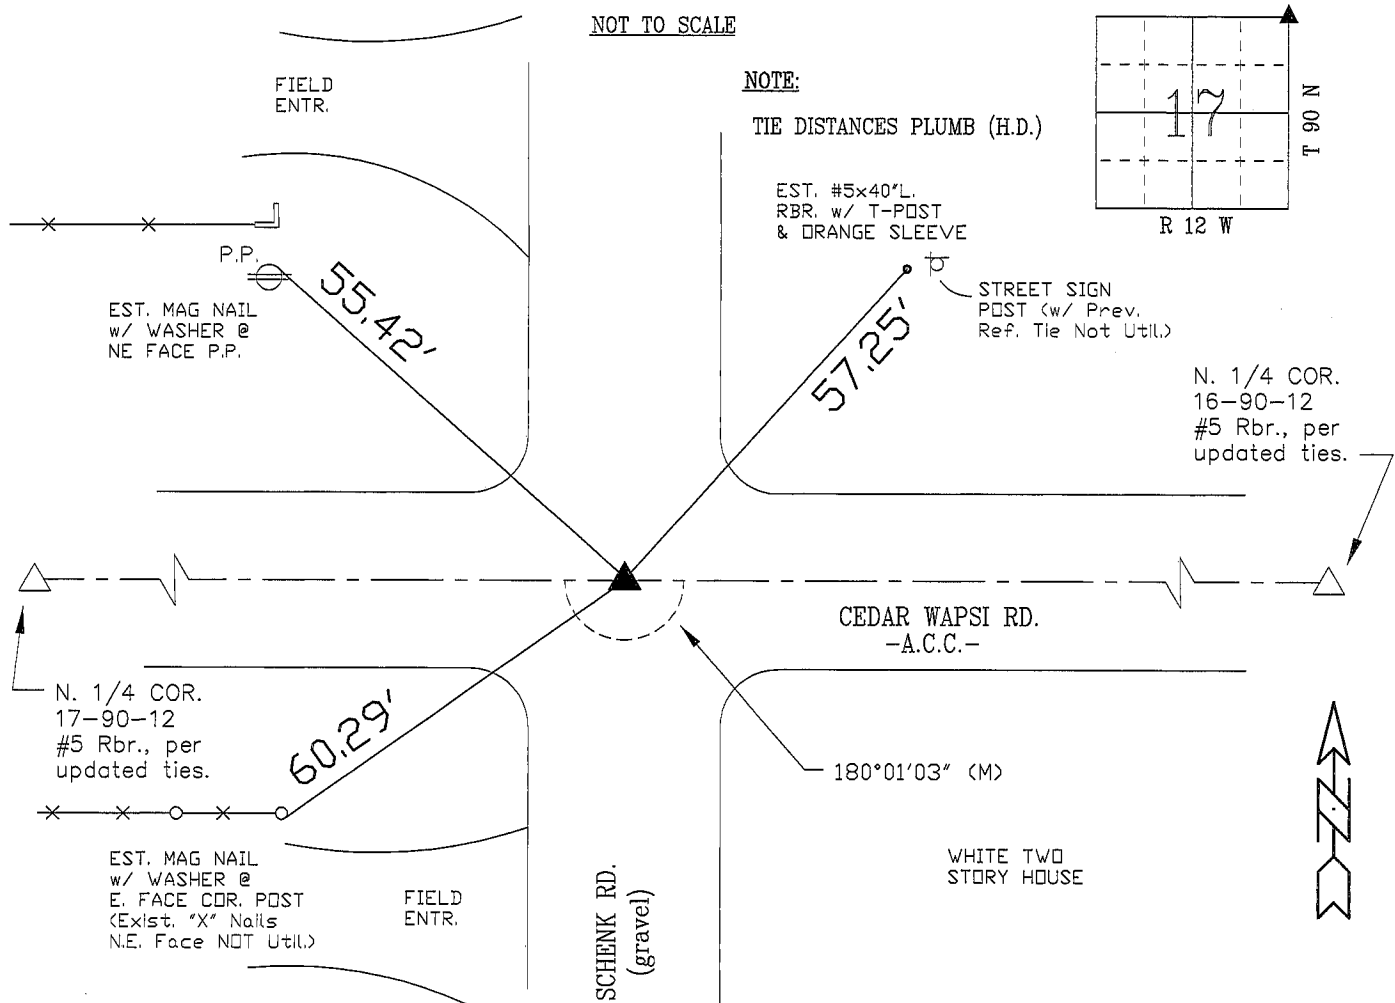 NOT TO SCALE
FIELD
ENTR.
NOTE:
TIE DISTANCES PLUMB (H.D.)
17
T 90 N
R 12 W
EST. #5x40"L.
RBR. w/ T-POST
& ORANGE SLEEVE
P.P.
EST. MAG NAIL
w/ WASHER @
NE FACE P.P.
55.42'
57.25'
STREET SIGN
POST (w/ Prev.
Ref. Tie Not Util.)
N. 1/4 COR.
16-90-12
#5 Rbr., per
updated ties.
CEDAR WAPSI RD.
-A.C.C.-
N. 1/4 COR.
17-90-12
#5 Rbr., per
updated ties.
60.29'
180°01'03" (M)
EST. MAG NAIL
w/ WASHER @
E. FACE COR. POST
(Exist. "X" Nails
N.E. Face NOT Util.)
FIELD
ENTR.
SCHENK RD.
(gravel)
WHITE TWO
STORY HOUSE
N